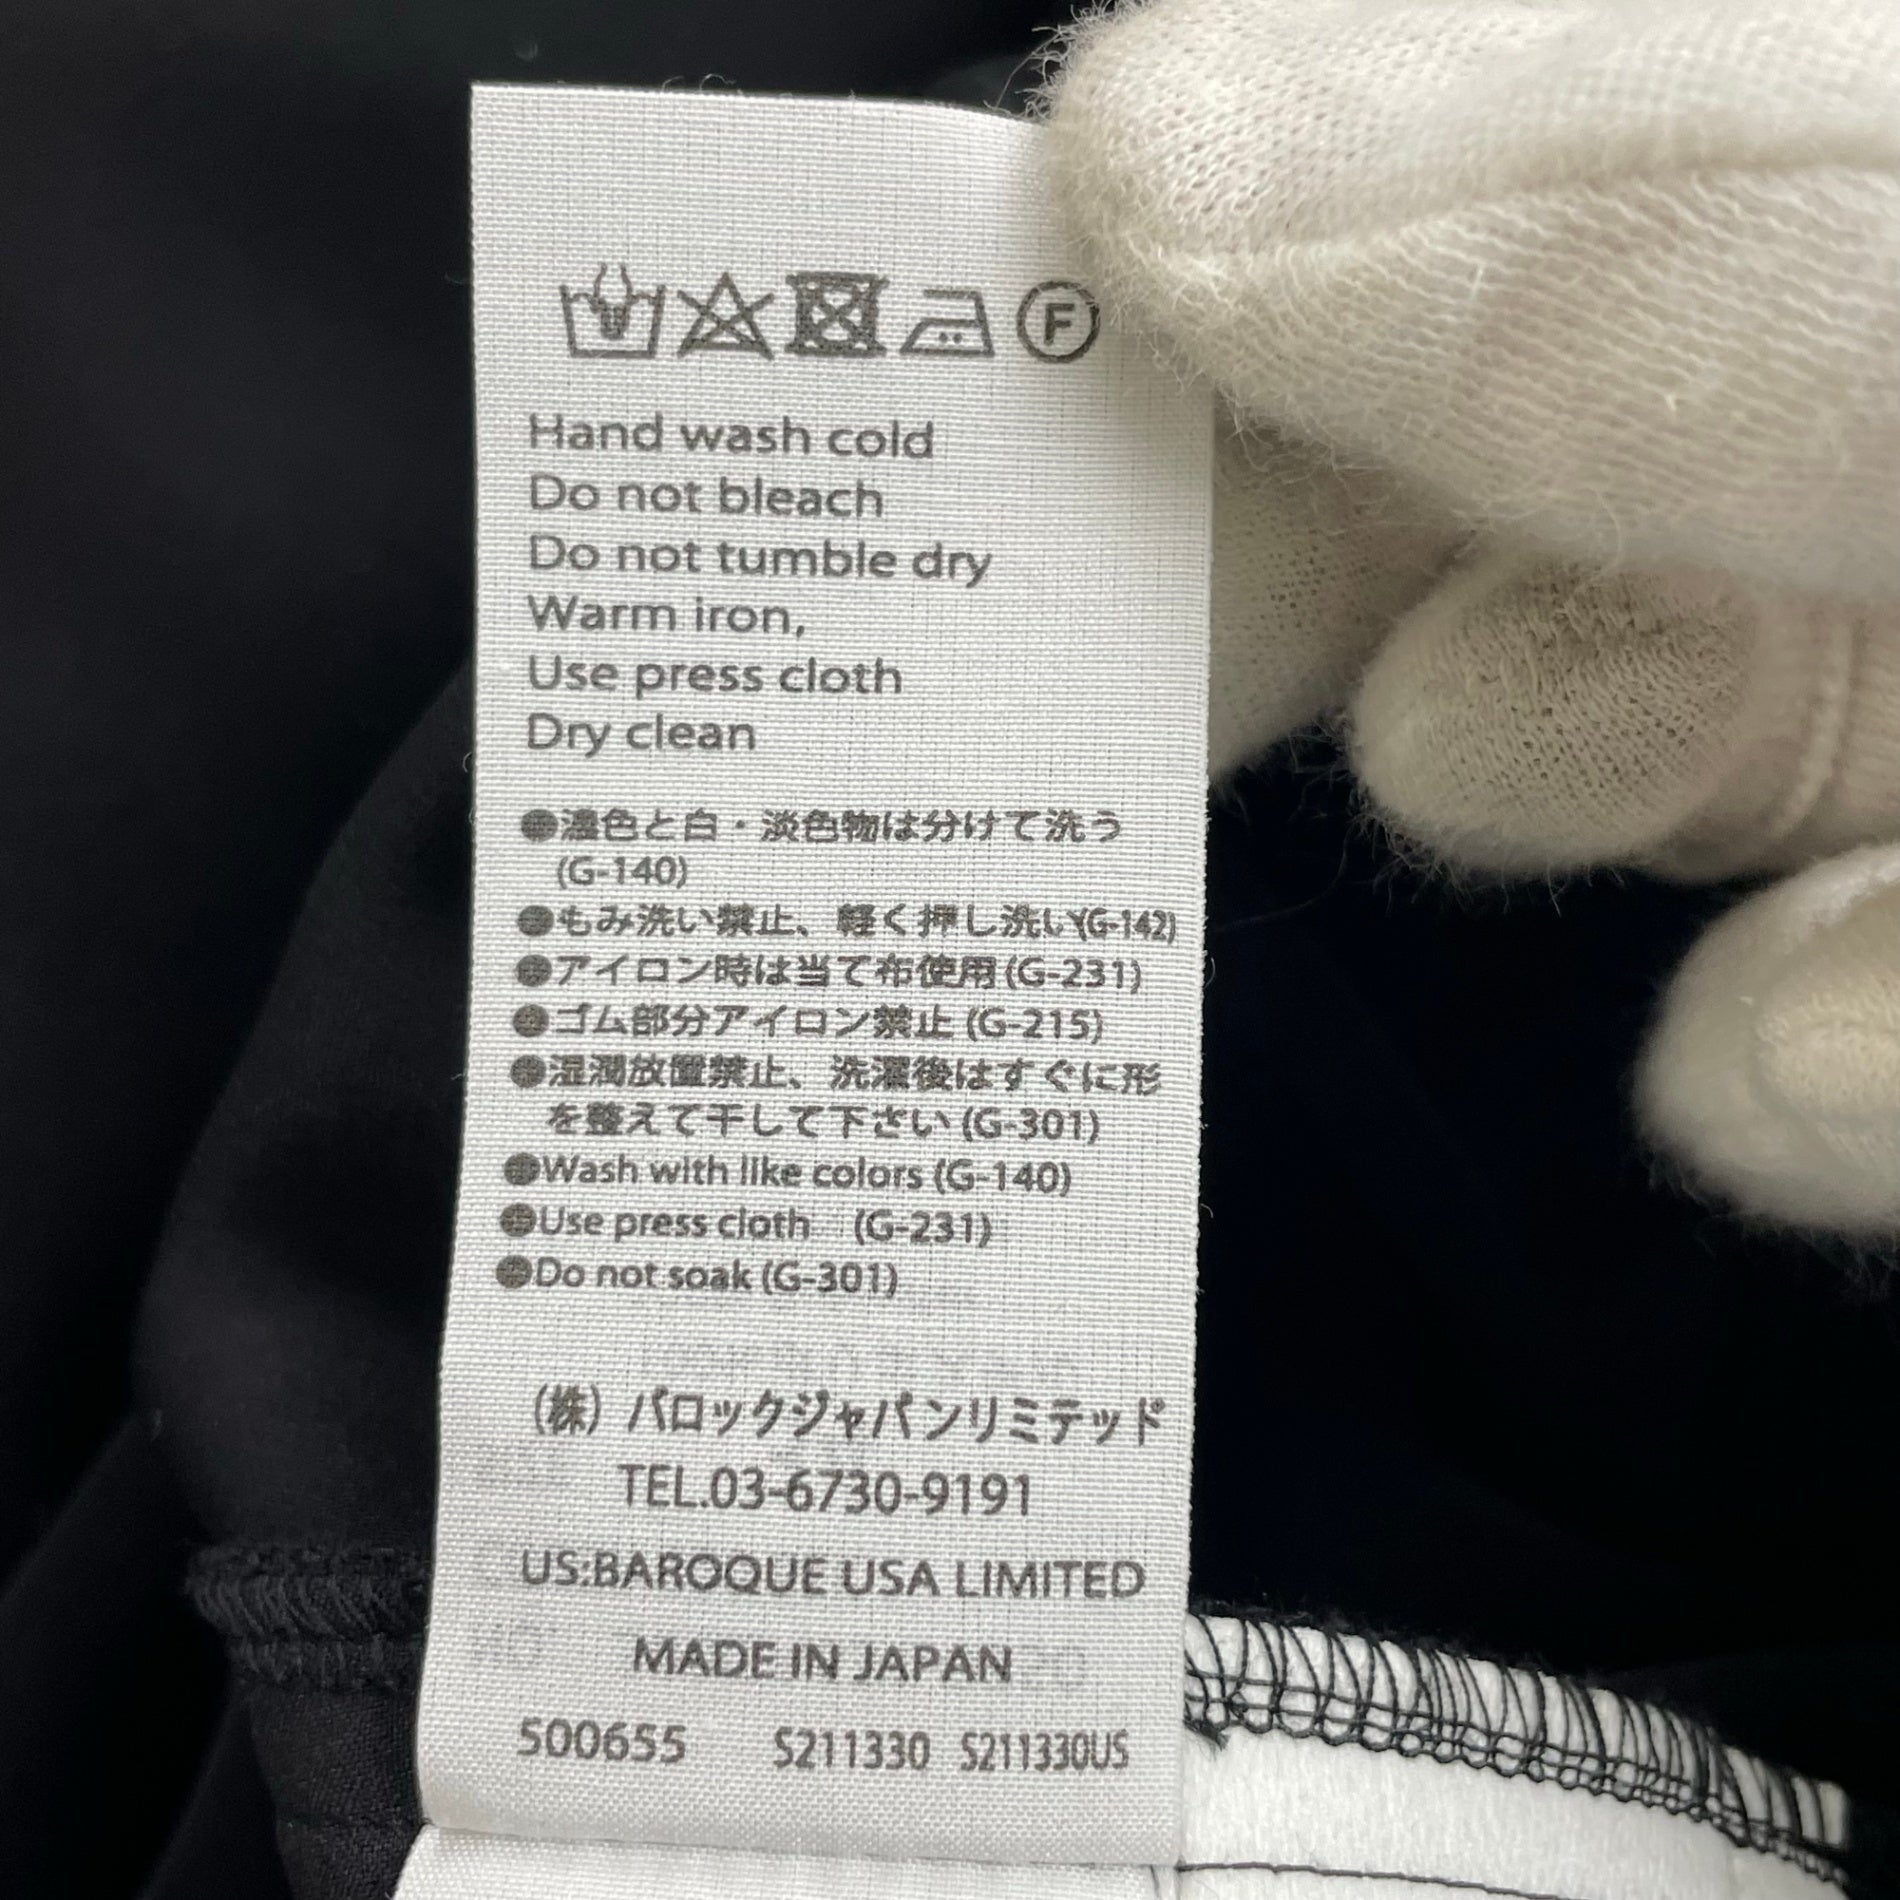 F
Hand wash cold
Do not bleach
Do not tumble dry
Warm iron,
Use press cloth
Dry clean
●濃色と白・淡色物は分けて洗う
(G-140)
●もみ洗い禁止、軽く押し洗い(G-142)
●アイロン時は当て布使用(G-231)
●ゴム部分アイロン禁止(G-215)
●湿潤放置禁止、洗濯後はすぐに形
を整えて干して下さい(G-301)
●Wash with like colors (G-140)
●Use press cloth (G-231)
●Do not soak (G-301)
(株)バロックジャパンリミテッド
TEL.03-6730-9191
US:BAROQUE USA LIMITED
MADE IN JAPAN
500655 S211330 S211330US